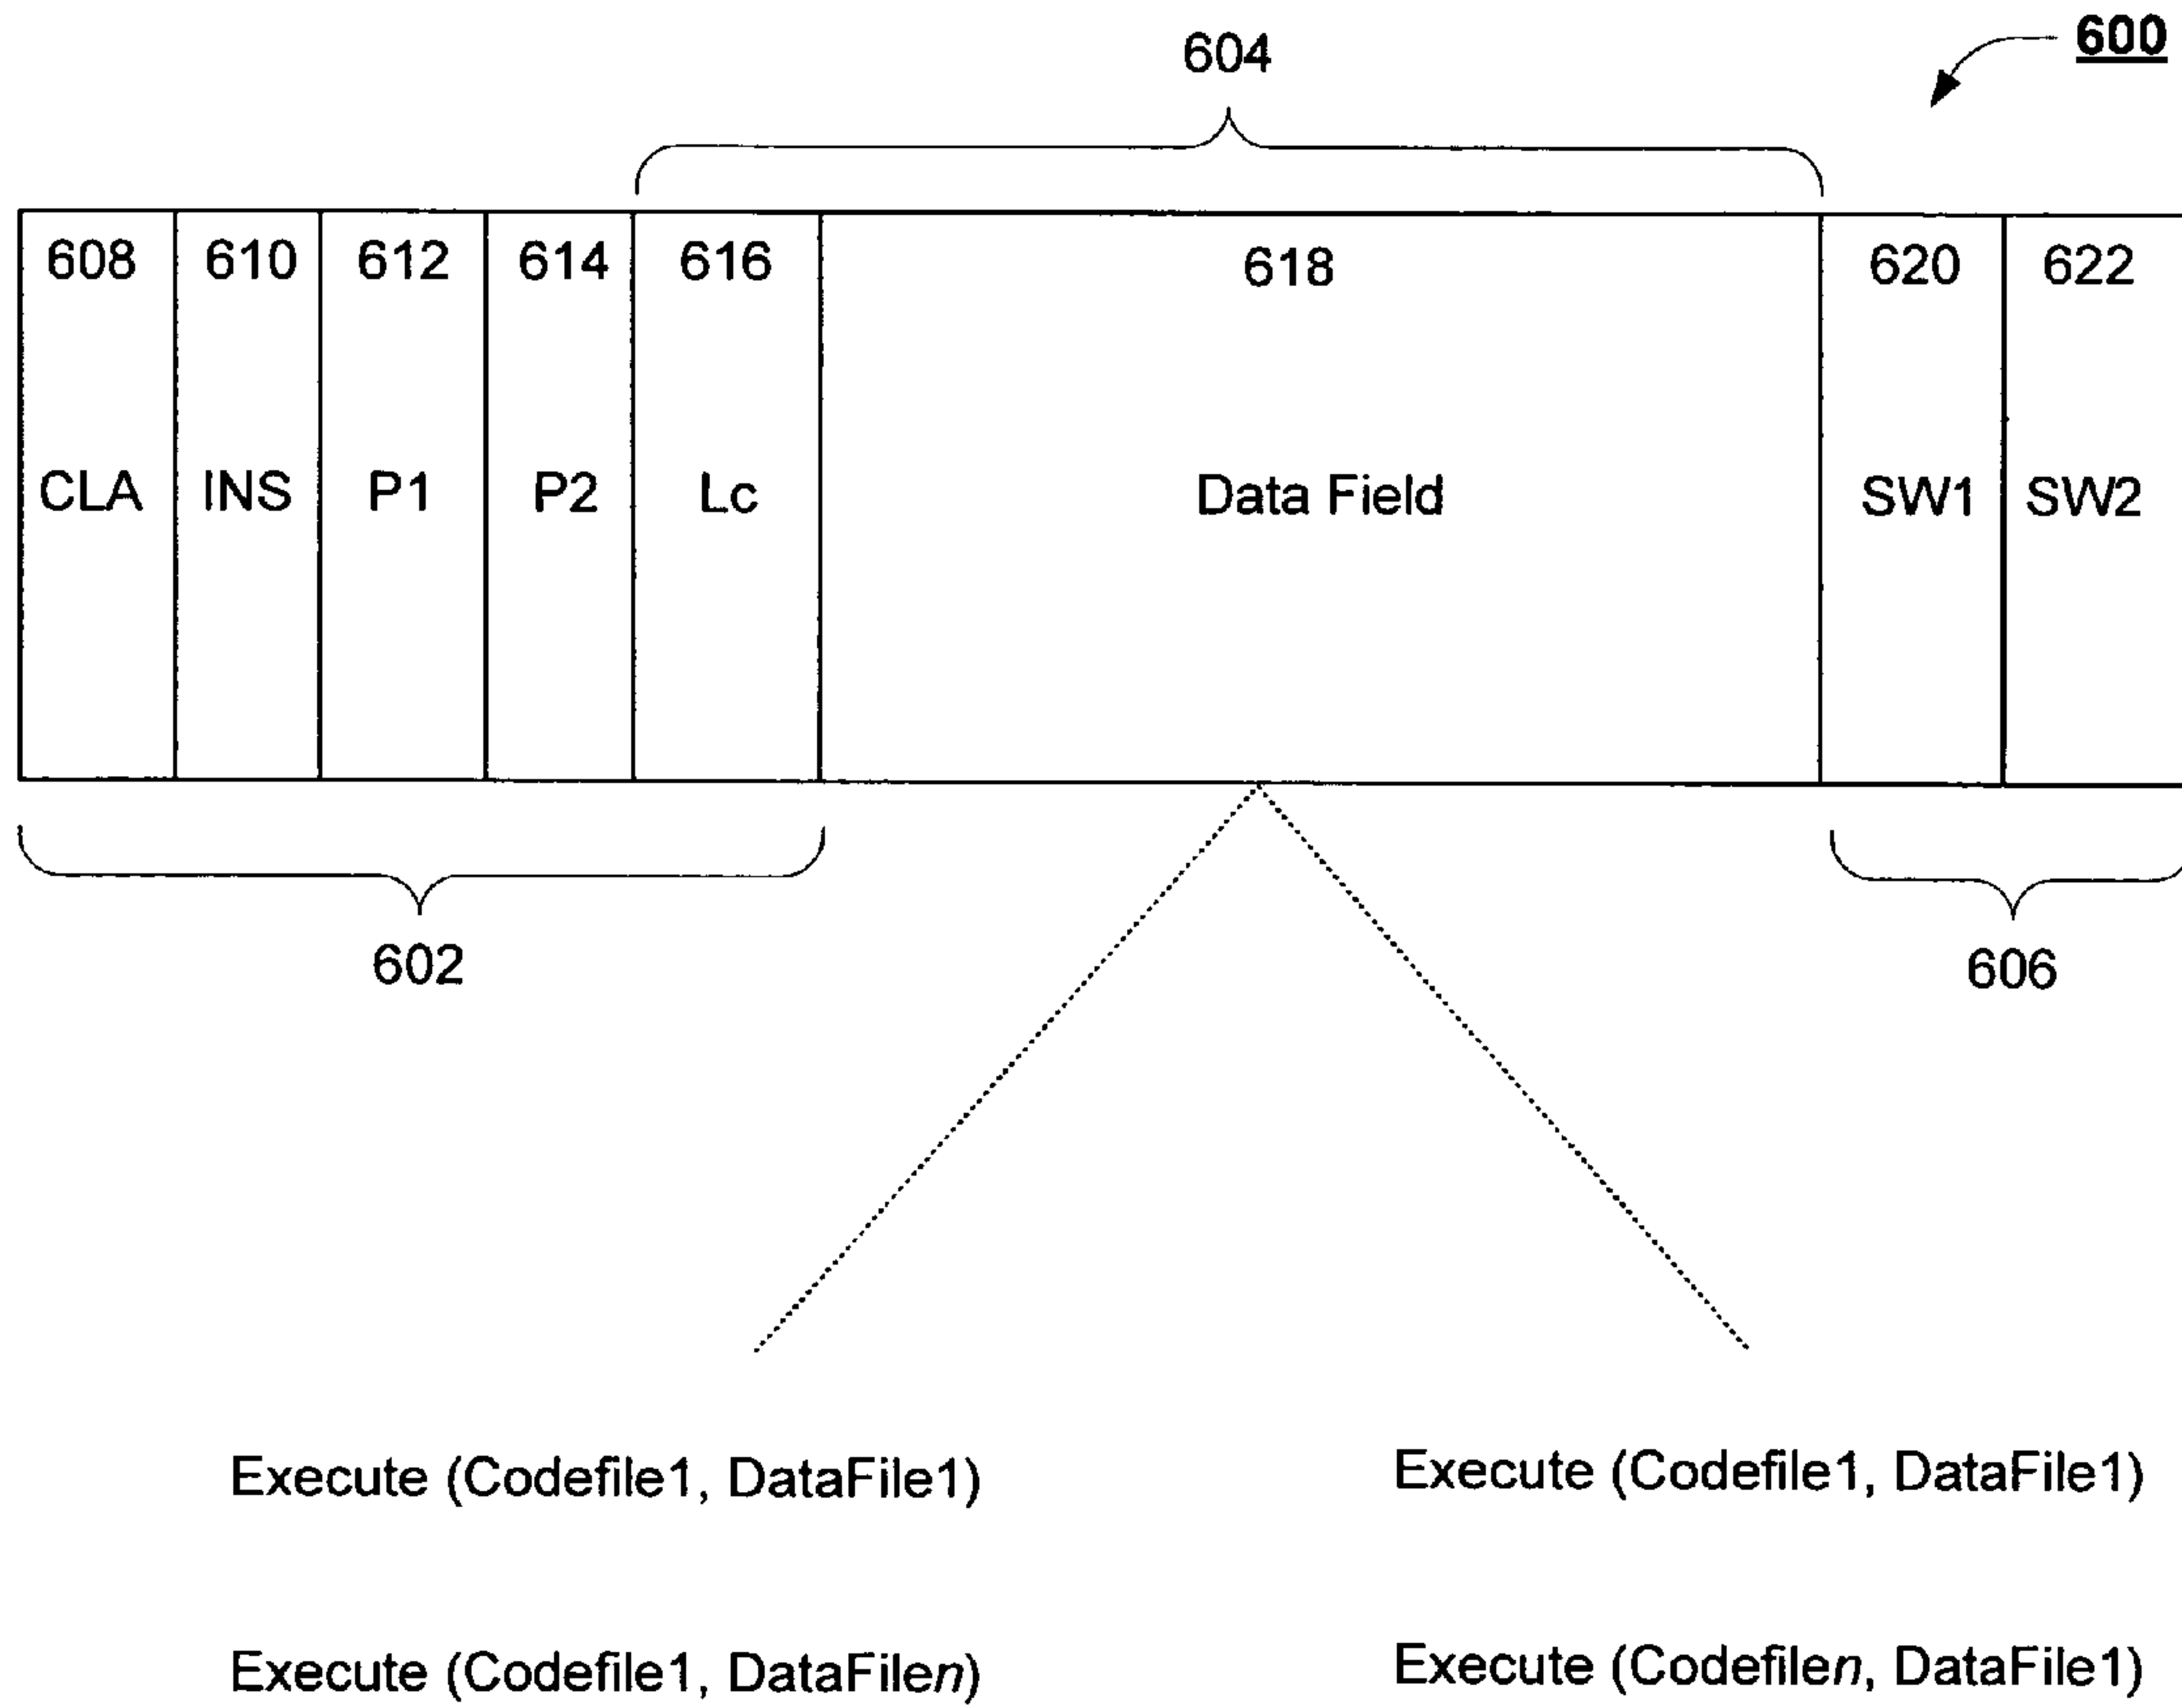 600
604
608 610 612 614 616 618 620 622
CLA INS P1 P2 Lc Data Field SW1 SW2
602 606
Execute (Codefile1, DataFile1) Execute (Codefile1, DataFile1)
Execute (Codefile1, DataFilen) Execute (Codefilen, DataFile1)